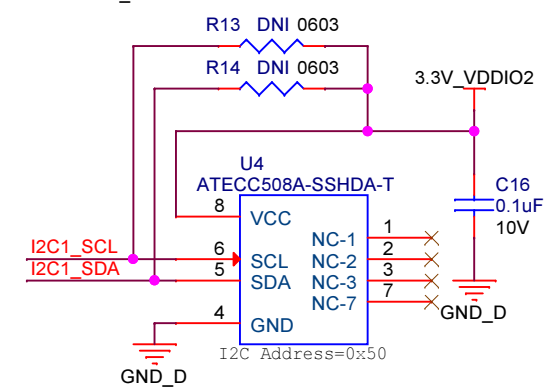 _
R13 DNI 0603
R14 DNI 0603
3.3V_VDDIO2
U4
ATECC508A-SSHDA-T
C16
0.1uF
10V
8 VCC
I2C1_SCL 6 SCL
I2C1_SDA 5 SDA
4 GND
NC-1 1
NC-2 2
NC-3 3
NC-7 7
GND_D
I2C Address=0x50
GND_D